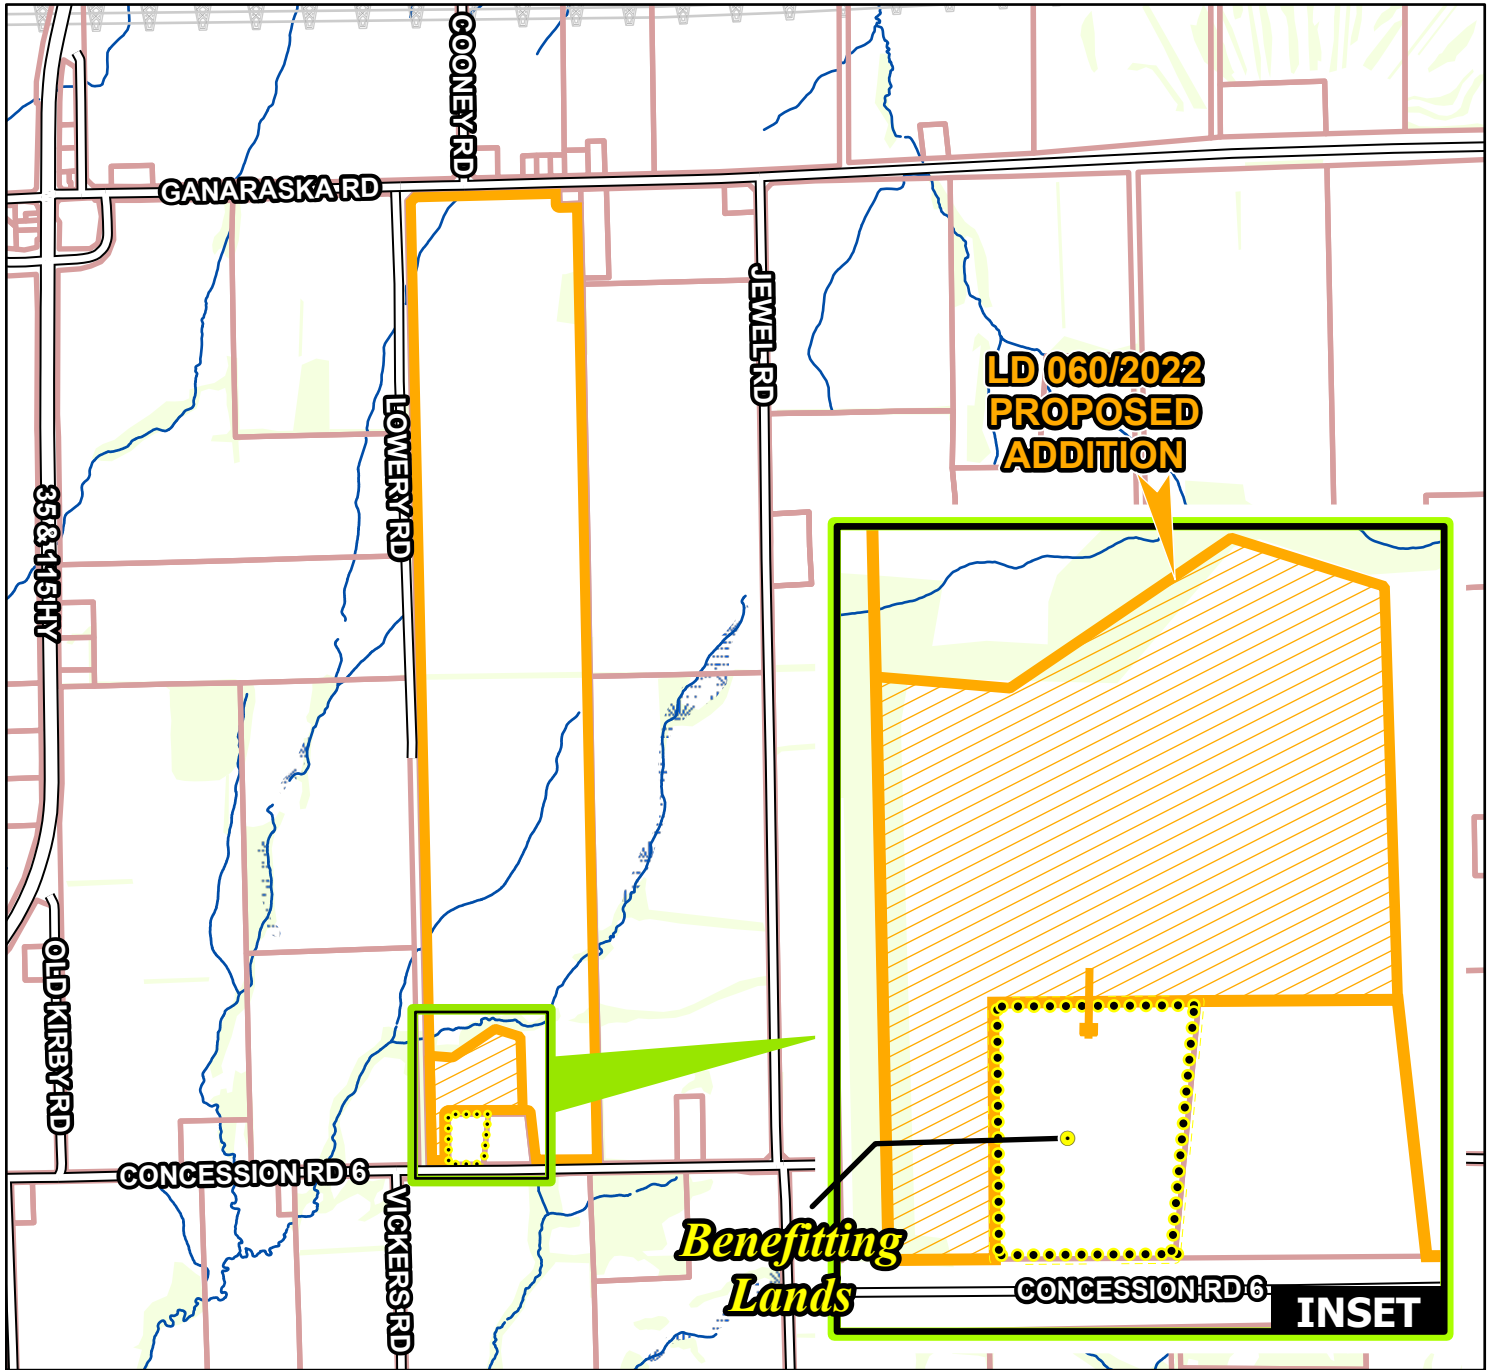 COONEY RD
GANARASKA RD
JEWEL RD
LD 060/2022
PROPOSED
ADDITION
LOWERY RD
35 & 115 HY
OLD KIRBY RD
CONCESSION RD 6
VICKERS RD
Benefitting
Lands
CONCESSION RD 6
INSET